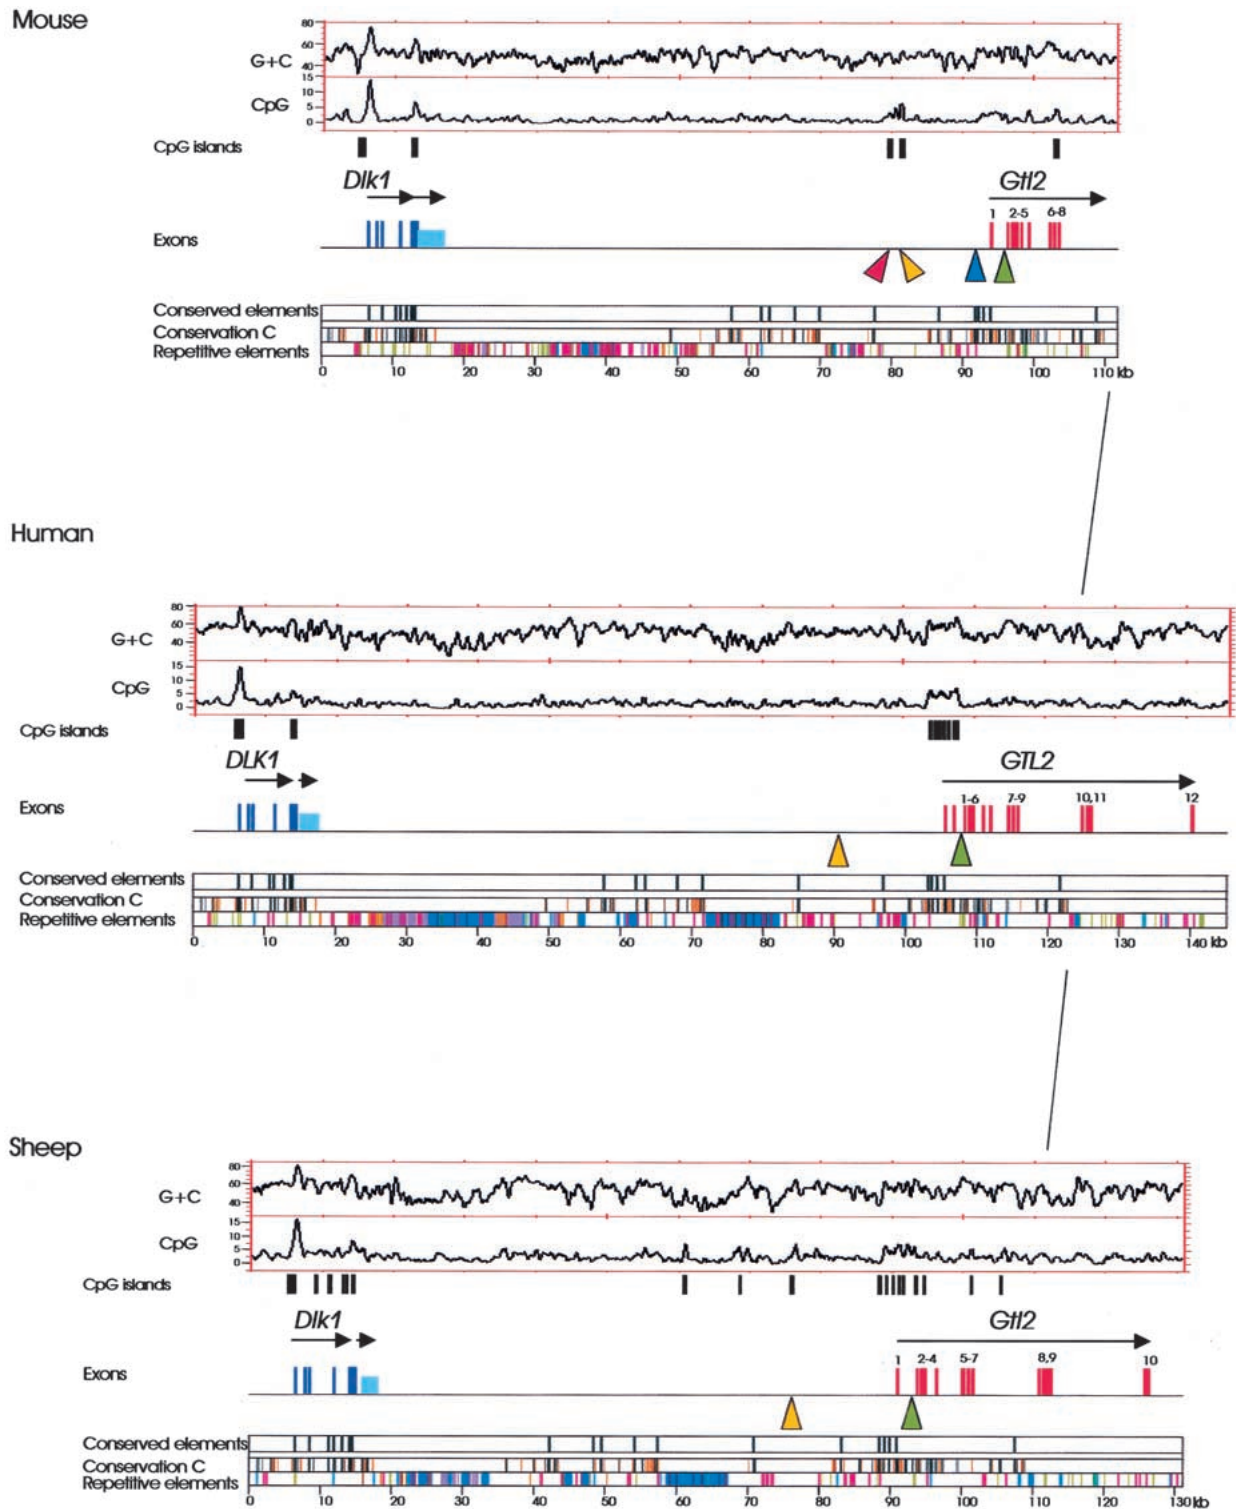 Mouse
80
60
G+C
40
15
10
CpG
5
0
CpG islands
Dlk1
Gtl2
1 2-5 6-8
Exons
Conserved elements
Conservation C
Repetitive elements
0 10 20 30 40 50 60 70 80 90 100 110 kb
Human
80
60
G+C
40
15
10
CpG
5
0
CpG islands
DLK1
GTL2
1-6 7-9 10,11 12
Exons
Conserved elements
Conservation C
Repetitive elements
0 10 20 30 40 50 60 70 80 90 100 110 120 130 140 kb
Sheep
80
60
G+C
40
15
10
CpG
5
0
CpG islands
Dlk1
Gtl2
1 2-4 5-7 8,9 10
Exons
Conserved elements
Conservation C
Repetitive elements
0 10 20 30 40 50 60 70 80 90 100 110 120 130 kb